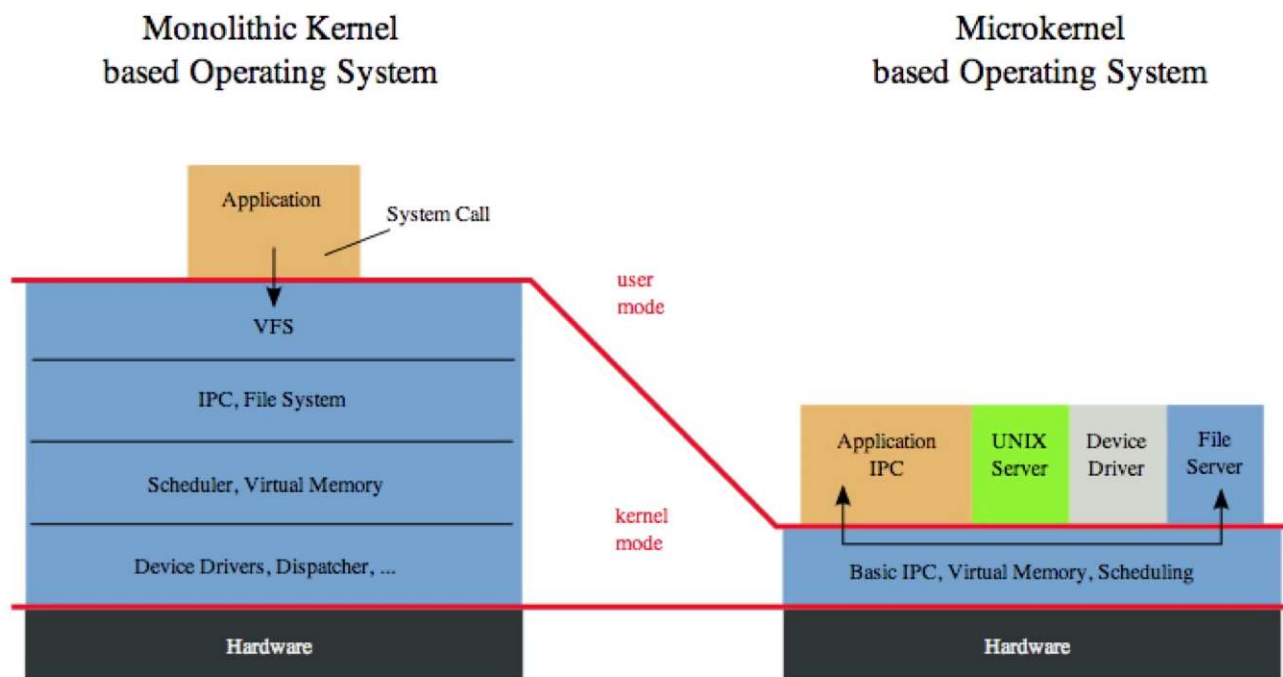 Monolithic Kernel
based Operating System
Microkernel
based Operating System
Application
System Call
user
mode
VFS
IPC, File System
Scheduler, Virtual Memory
Device Drivers, Dispatcher, ...
Hardware
kernel
mode
Application
IPC
UNIX
Server
Device
Driver
File
Server
Basic IPC, Virtual Memory, Scheduling
Hardware